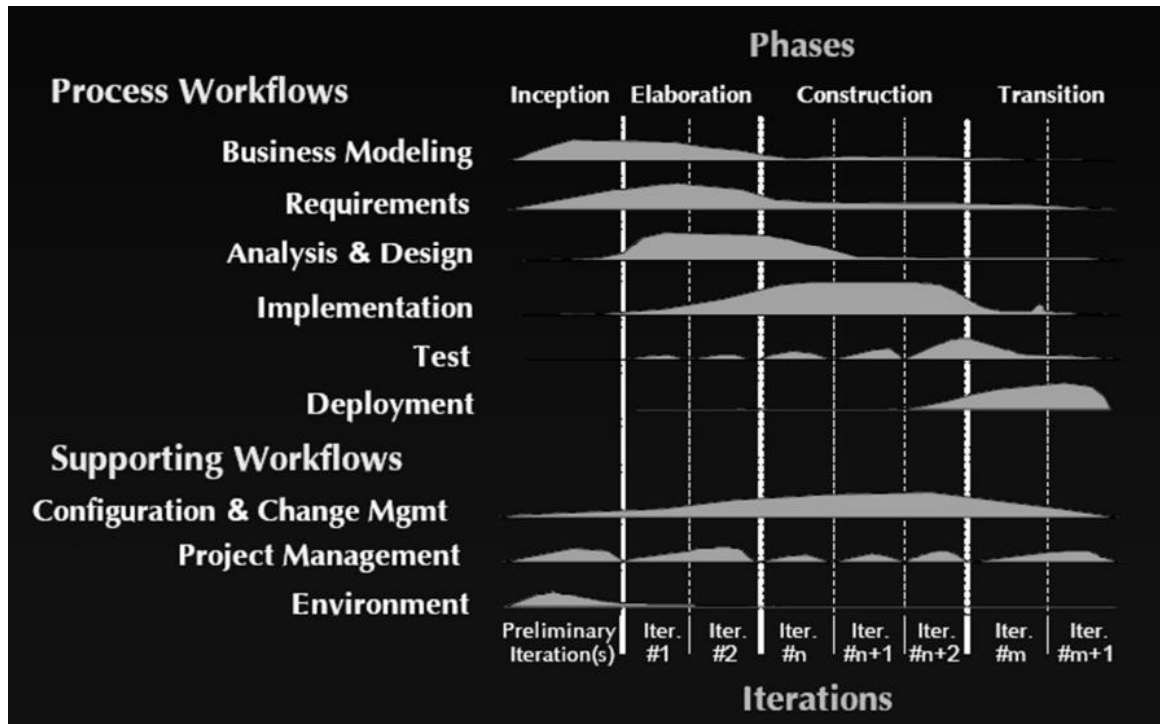 Phases
Process Workflows
Inception Elaboration Construction Transition
Business Modeling
Requirements
Analysis & Design
Implementation
Test
Deployment
Supporting Workflows
Configuration & Change Mgmt
Project Management
Environment
Preliminary Iter. Iter. Iter. Iter. Iter. Iter. Iter.
Iteration(s) #1 #2 #n #n+1 #n+2 #m #m+1
Iterations